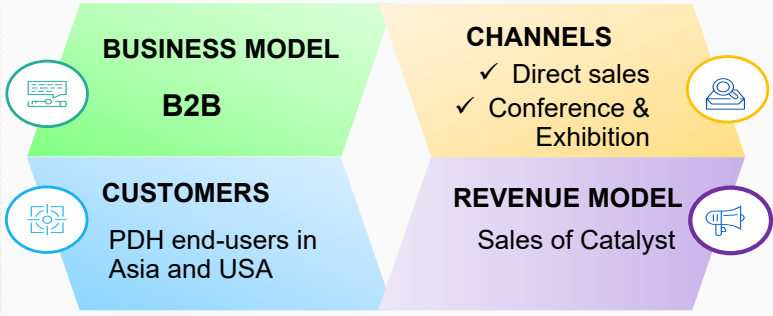 BUSINESS MODEL
B2B
CHANNELS
✓ Direct sales
✓ Conference &
Exhibition
CUSTOMERS
PDH end-users in
Asia and USA
REVENUE MODEL
Sales of Catalyst